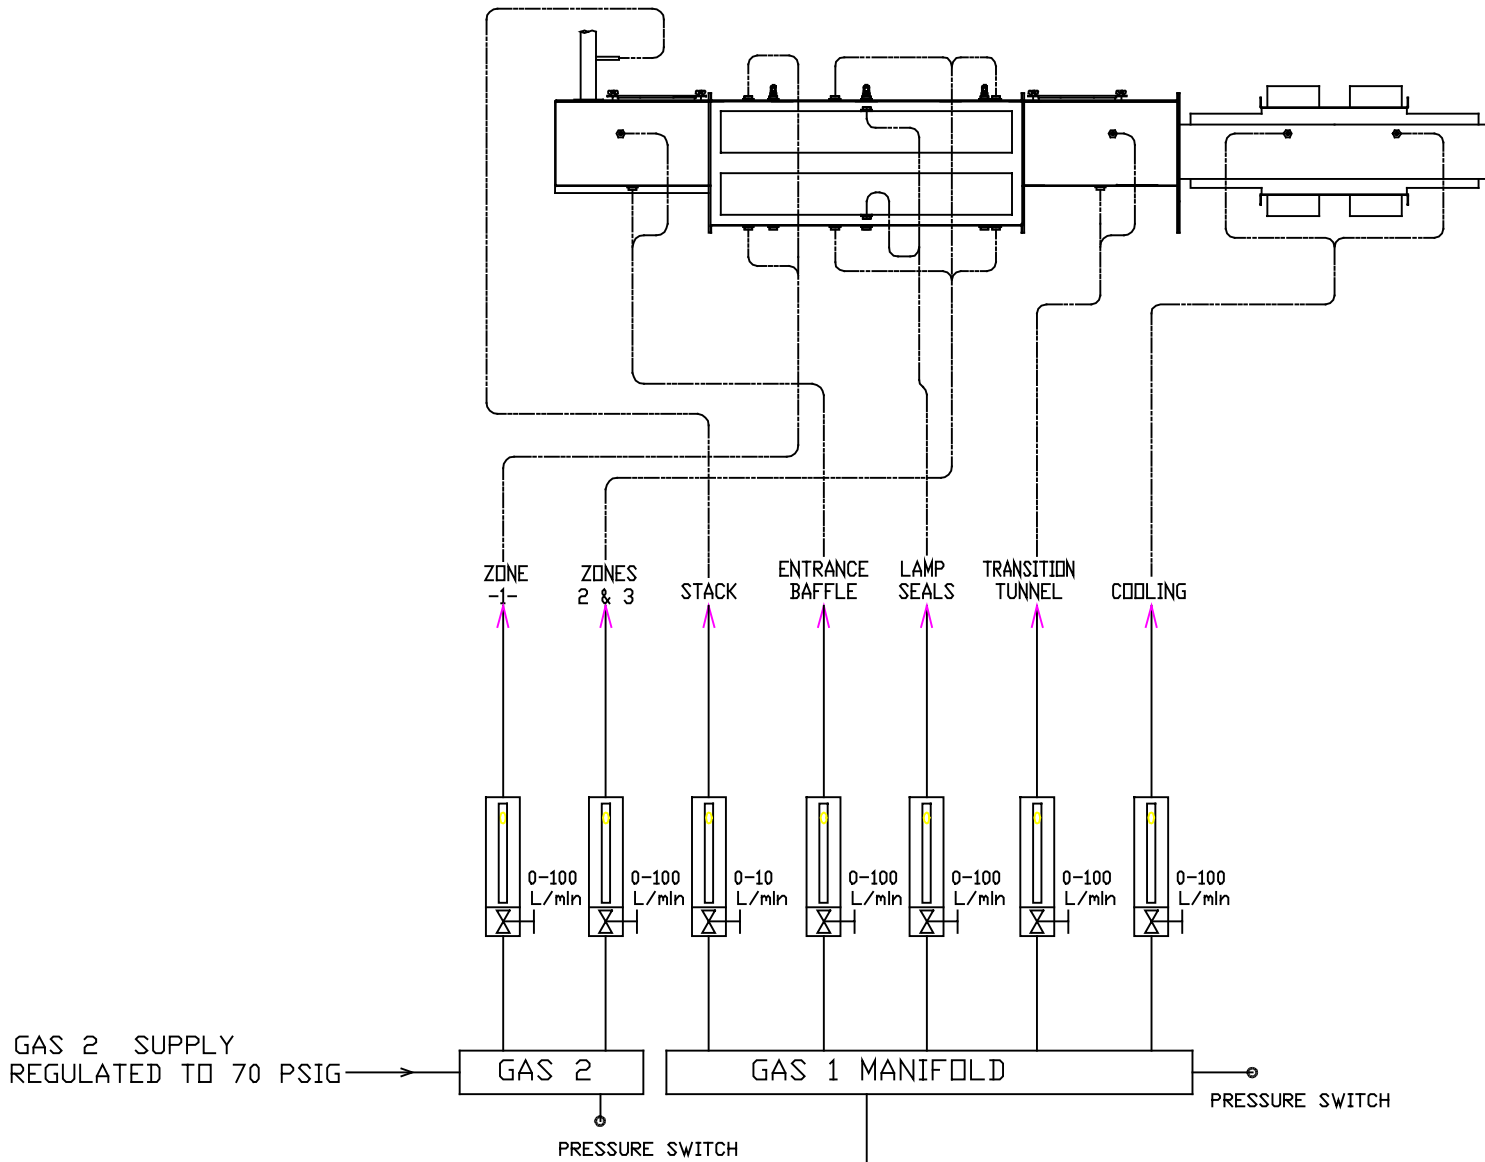 ZONE
-1-
ZONES
2 & 3
STACK
ENTRANCE
BAFFLE
LAMP
SEALS
TRANSITION
TUNNEL
COOLING
0-100
L/min
0-100
L/min
0-10
L/min
0-100
L/min
0-100
L/min
0-100
L/min
0-100
L/min
GAS 2 SUPPLY
REGULATED TO 70 PSIG
GAS 2
GAS 1 MANIFOLD
PRESSURE SWITCH
PRESSURE SWITCH